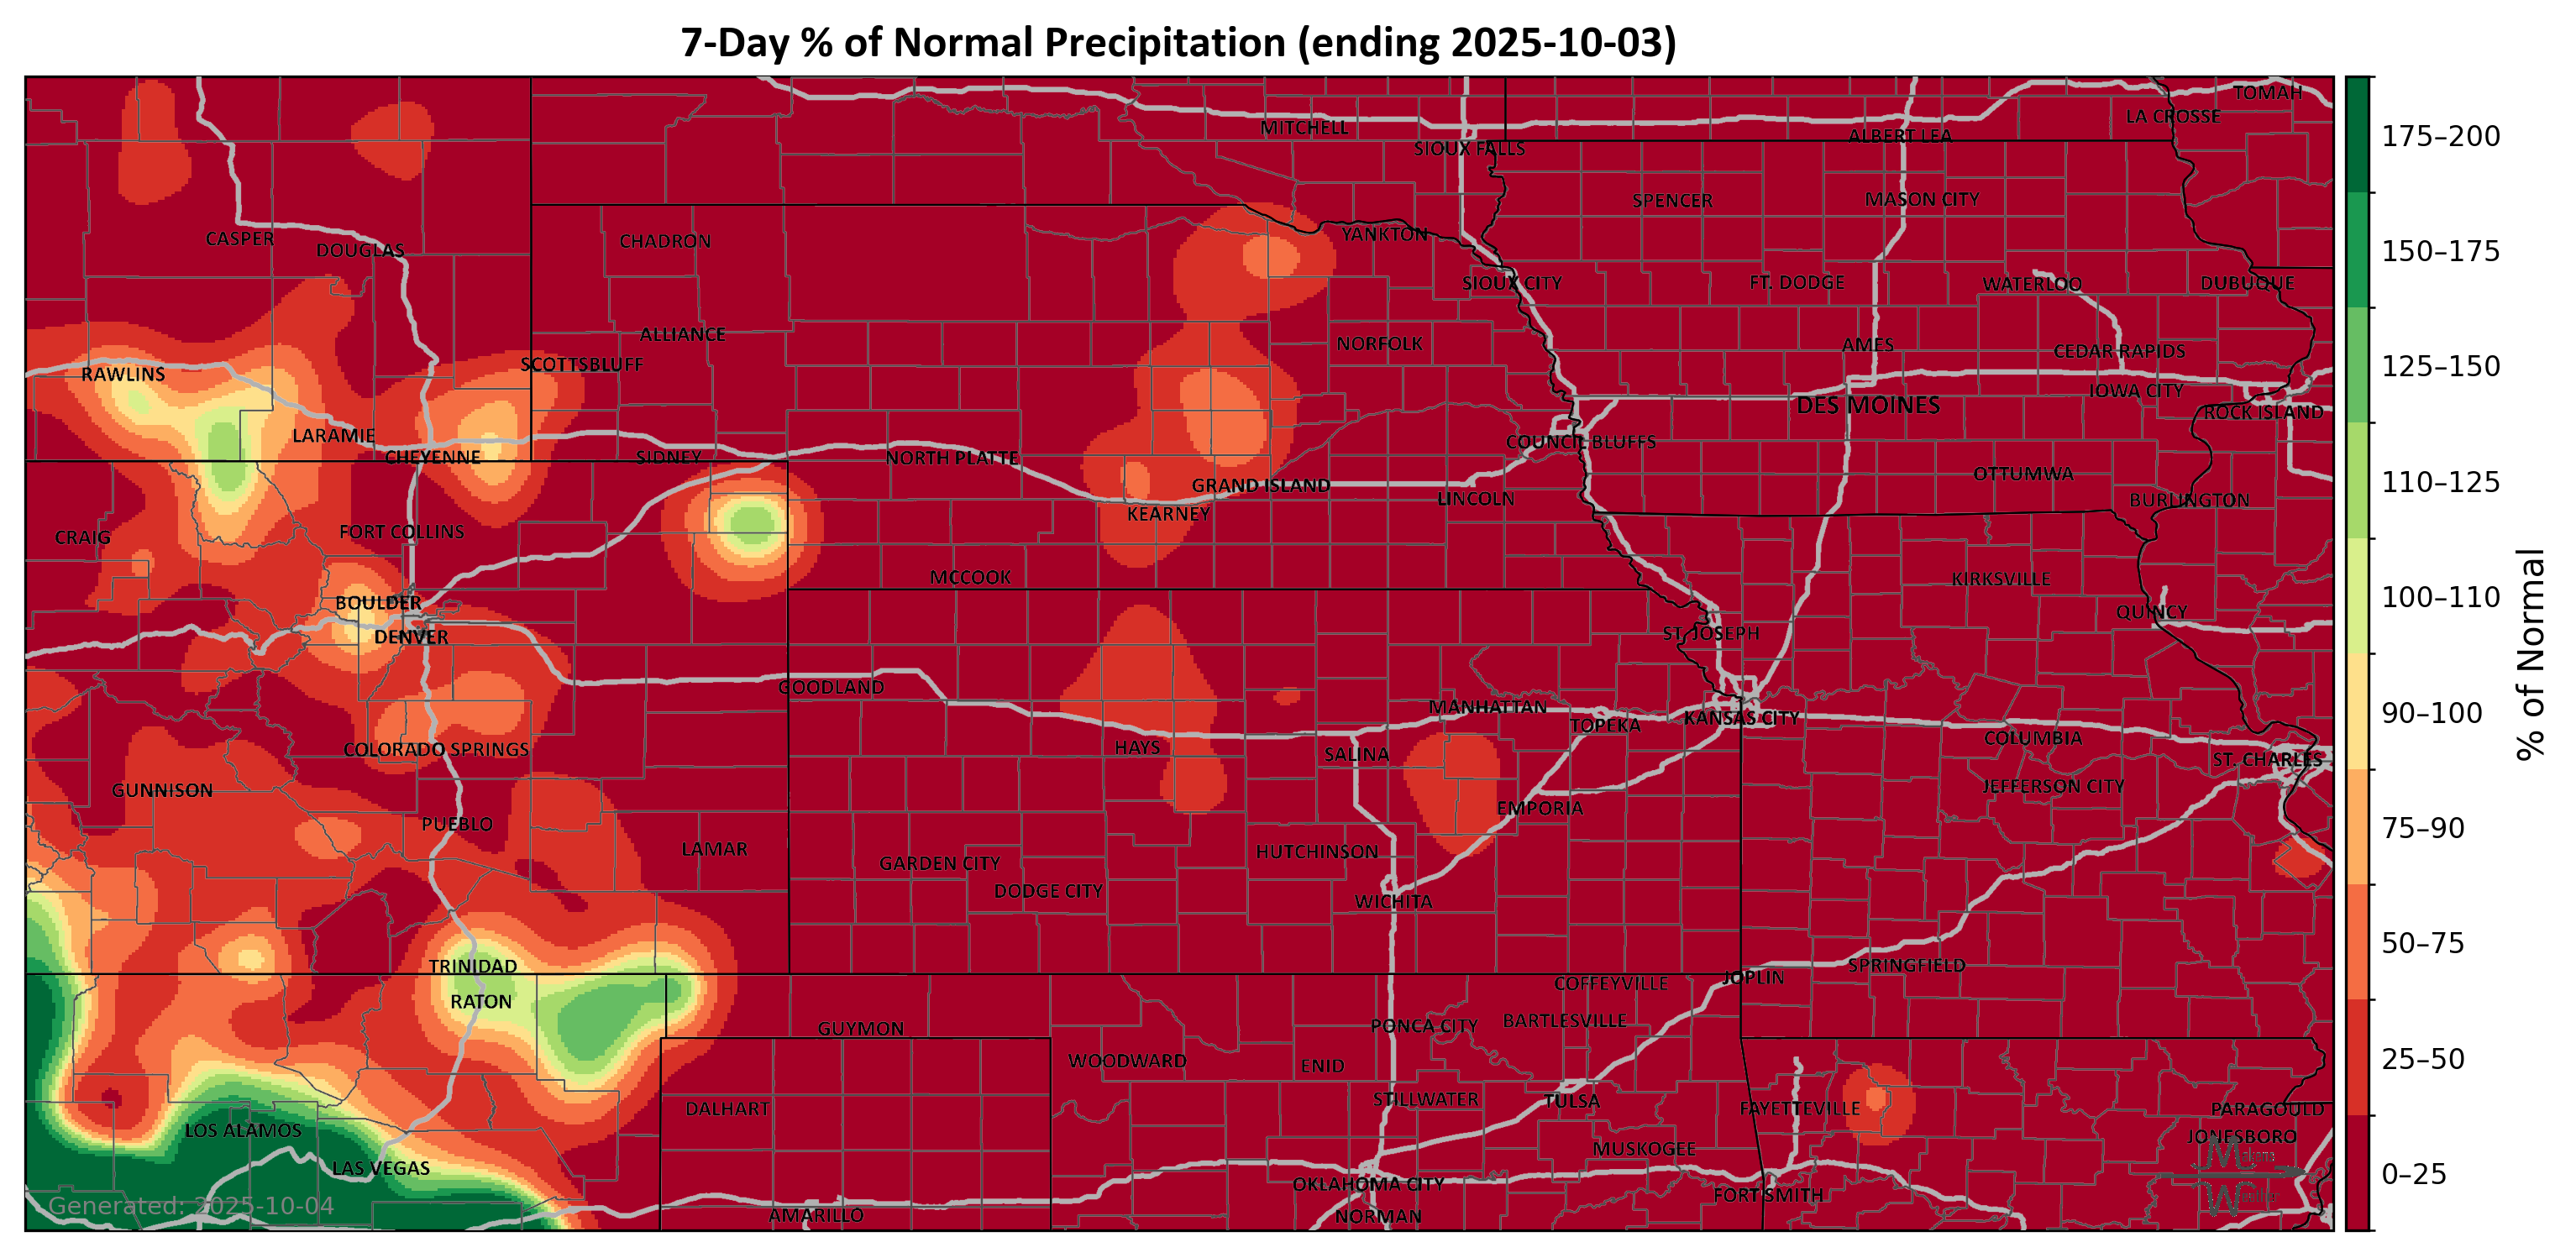 7-Day % of Normal Precipitation (ending 2025-10-03)
TOMAH
LA CROSSE
MITCHELL
ALBERT LEA
SIOUX FALLS
SPENCER
MASON CITY
YANKTON
CASPER
CHADRON
DOUGLAS
SIOUX CITY
FT. DODGE
WATERLOO
DUBUQUE
ALLIANCE
NORFOLK
AMES
CEDAR RAPIDS
SCOTTSBLUFF
RAWLINS
IOWA CITY
DES MOINES
ROCK ISLAND
LARAMIE
COUNCIL BLUFFS
CHEYENNE
SIDNEY
NORTH PLATTE
OTTUMWA
GRAND ISLAND
LINCOLN
BURLINGTON
KEARNEY
FORT COLLINS
CRAIG
MCCOOK
KIRKSVILLE
BOULDER
QUINCY
DENVER
ST. JOSEPH
GOODLAND
MANHATTAN
KANSAS CITY
TOPEKA
COLUMBIA
COLORADO SPRINGS
HAYS
SALINA
ST. CHARLES
GUNNISON
JEFFERSON CITY
EMPORIA
PUEBLO
LAMAR
HUTCHINSON
GARDEN CITY
DODGE CITY
WICHITA
TRINIDAD
SPRINGFIELD
JOPLIN
COFFEYVILLE
RATON
BARTLESVILLE
GUYMON
PONCA CITY
WOODWARD
ENID
STILLWATER
TULSA
DALHART
FAYETTEVILLE
PARAGOULD
LOS ALAMOS
JONESBORO
MUSKOGEE
LAS VEGAS
OKLAHOMA CITY
FORT SMITH
AMARILLO
NORMAN
Generated: 2025-10-04
175–200
150–175
125–150
110–125
100–110
90–100
75–90
50–75
25–50
0–25
% of Normal